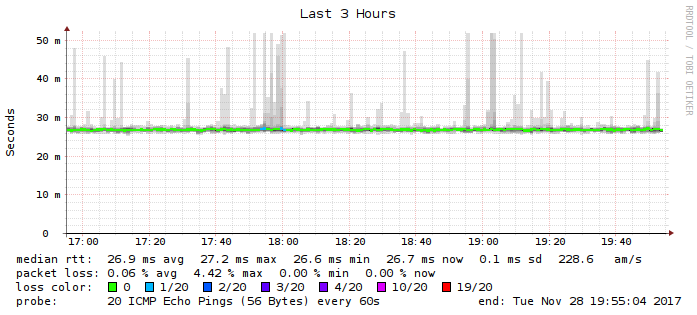 Last 3 Hours
RRDTOOL / TOBI OETIKER
Seconds
50 m
40 m
30 m
20 m
10 m
0
17:00 17:20 17:40 18:00 18:20 18:40 19:00 19:20 19:40
median rtt: 26.9 ms avg 27.2 ms max 26.6 ms min 26.7 ms now 0.1 ms sd 228.6 am/s
packet loss: 0.06 % avg 4.42 % max 0.00 % min 0.00 % now
loss color: 0 1/20 2/20 3/20 4/20 10/20 19/20
probe: 20 ICMP Echo Pings (56 Bytes) every 60s end: Tue Nov 28 19:55:04 2017